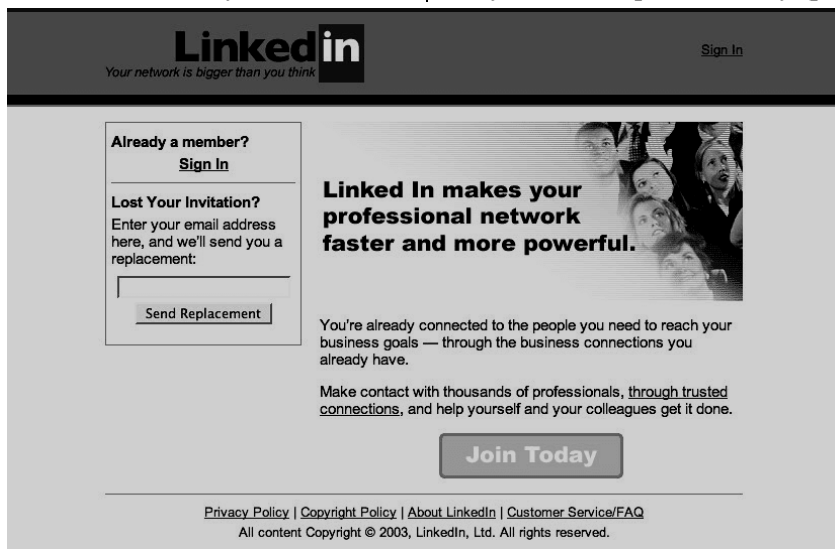 Linked in
Your network is bigger than you think
Sign In
Already a member?
Sign In
Lost Your Invitation?
Enter your email address
here, and we'll send you a
replacement:
Send Replacement
Linked In makes your
professional network
faster and more powerful.
You're already connected to the people you need to reach your
business goals — through the business connections you
already have.
Make contact with thousands of professionals, through trusted
connections, and help yourself and your colleagues get it done.
Join Today
Privacy Policy | Copyright Policy | About LinkedIn | Customer Service/FAQ
All content Copyright © 2003, LinkedIn, Ltd. All rights reserved.